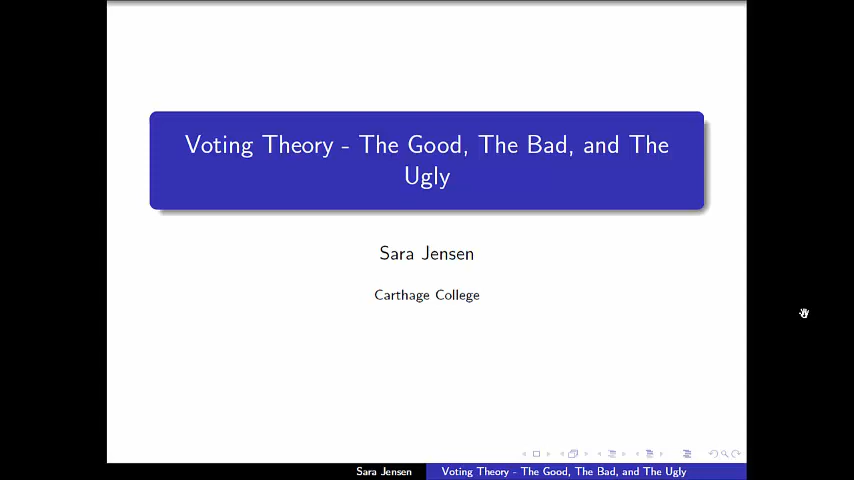 Voting Theory - The Good, The Bad, and The
Ugly
Sara Jensen
Carthage College
Sara Jensen
Voting Theory - The Good, The Bad, and The Ugly